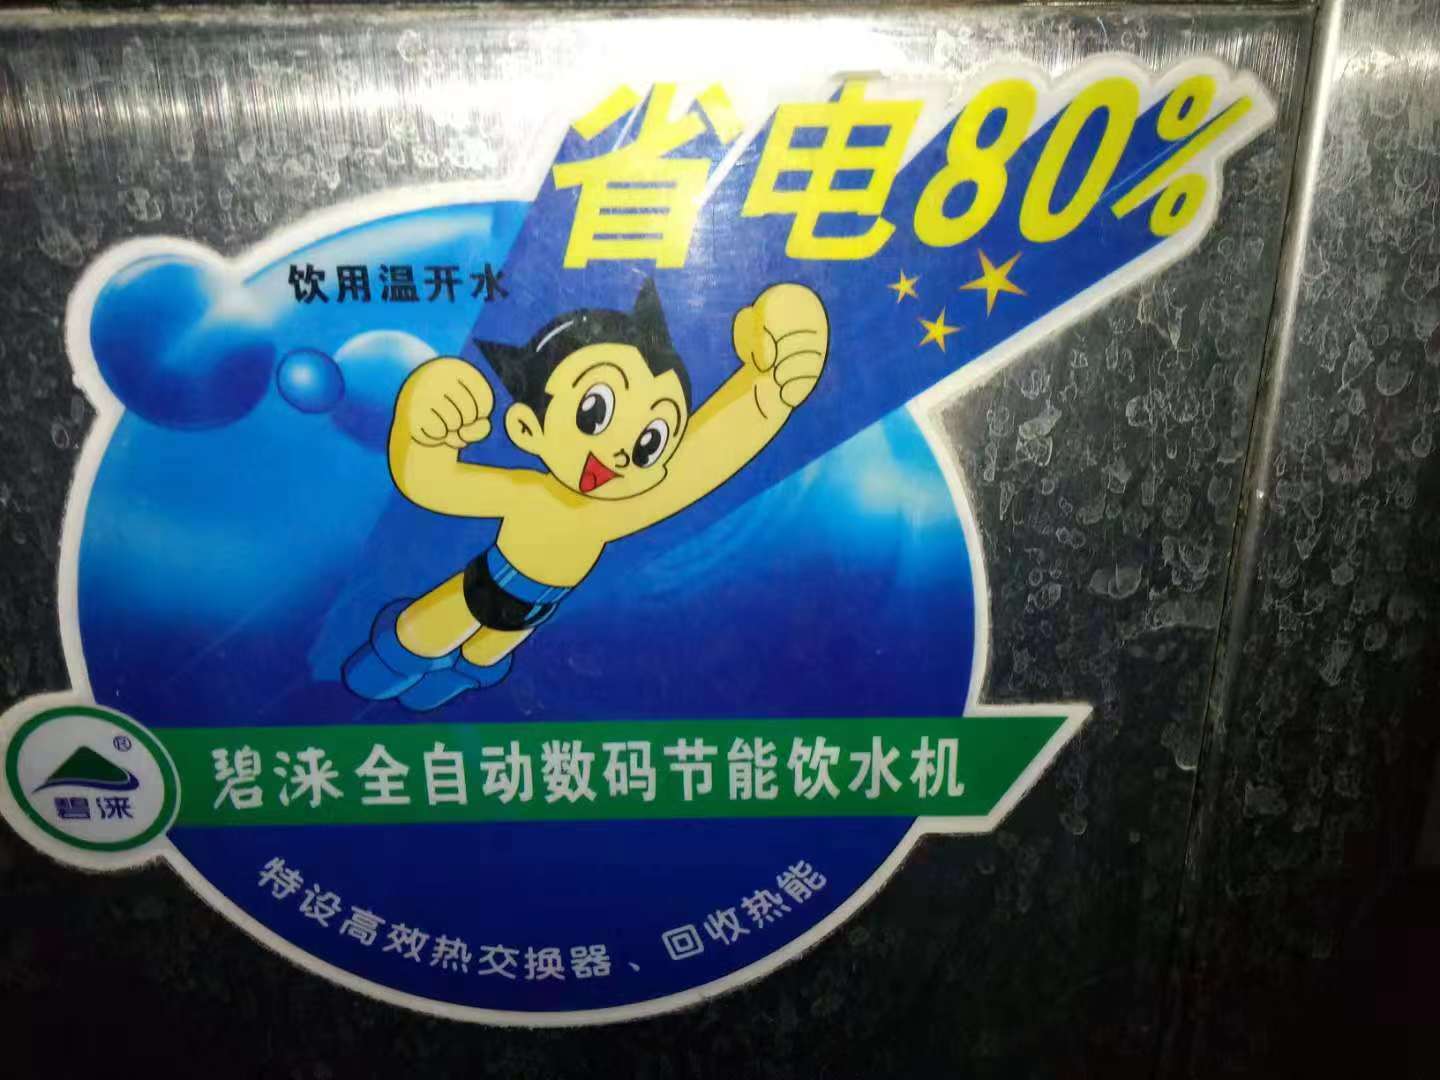 省电80%
饮用温开水
®
碧涞
碧涞全自动数码节能饮水机
特设高效热交换器、回收热能